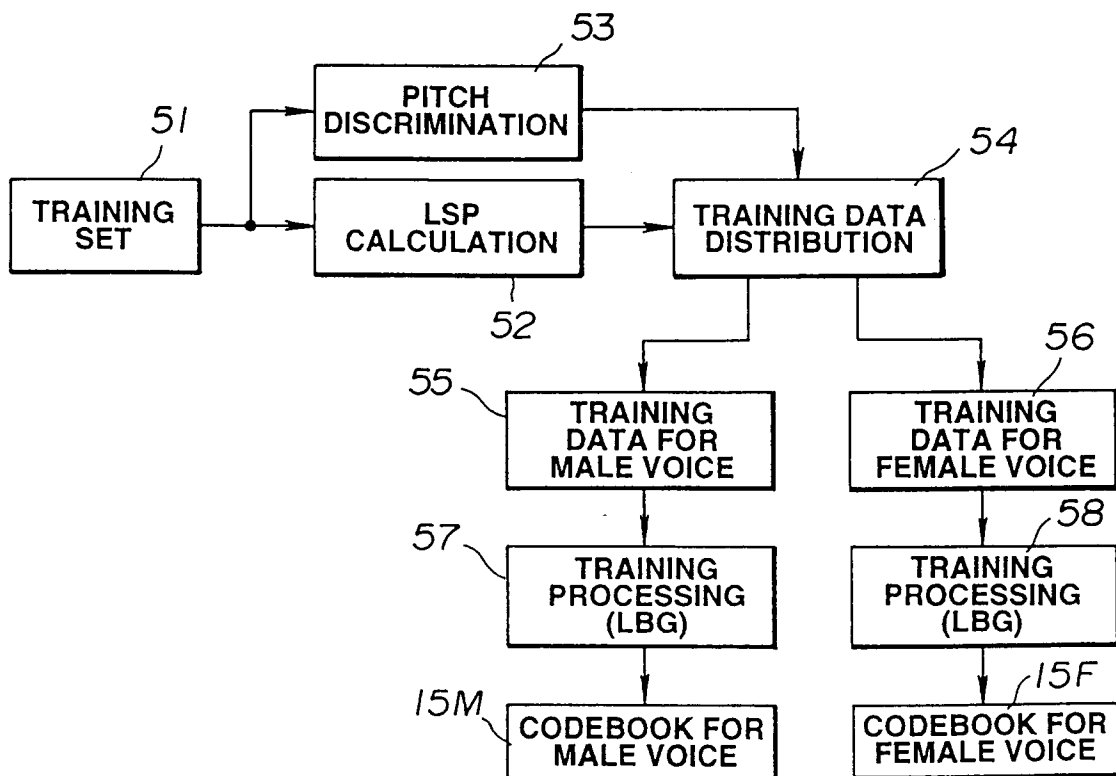 53
PITCH
DISCRIMINATION
51
TRAINING
SET
LSP
CALCULATION
52
54
TRAINING DATA
DISTRIBUTION
55
TRAINING
DATA FOR
MALE VOICE
56
TRAINING
DATA FOR
FEMALE VOICE
57
TRAINING
PROCESSING
(LBG)
58
TRAINING
PROCESSING
(LBG)
15M
CODEBOOK FOR
MALE VOICE
15F
CODEBOOK FOR
FEMALE VOICE